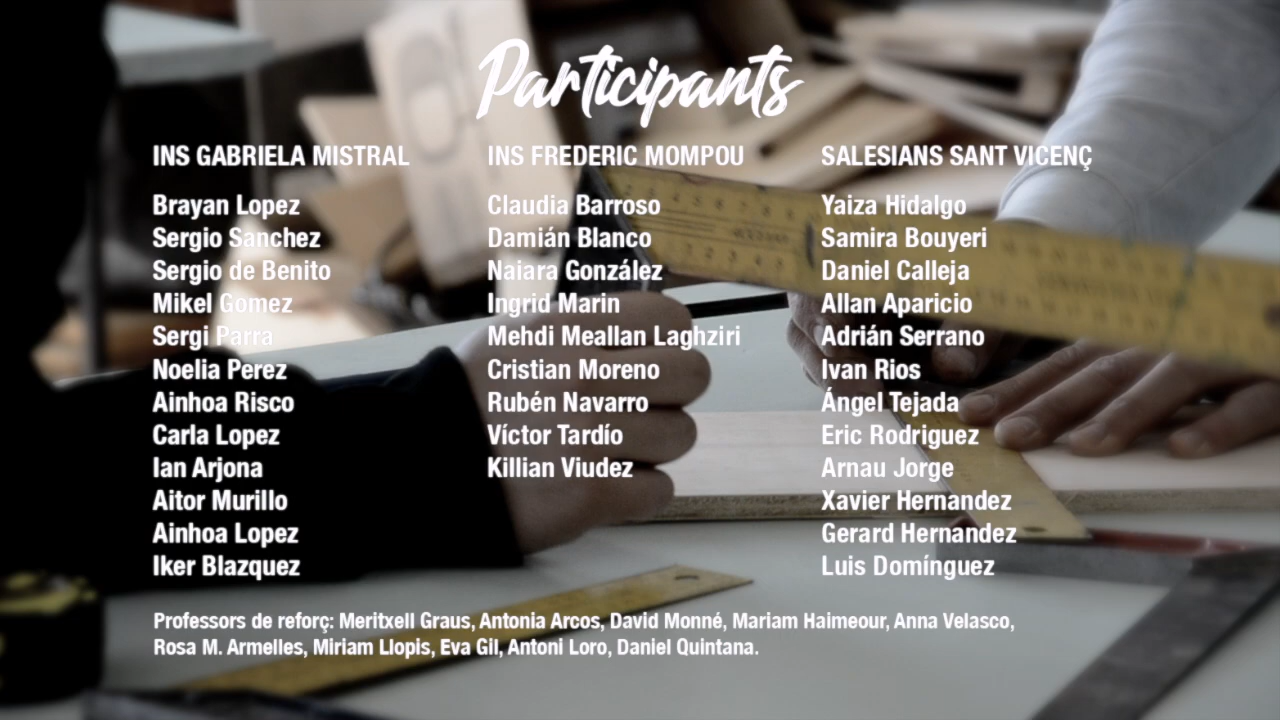 Participants
INS GABRIELA MISTRAL
Brayan Lopez
Sergio Sanchez
Sergio de Benito
Mikel Gomez
Sergi Parra
Noelia Perez
Ainhoa Risco
Carla Lopez
Ian Arjona
Aitor Murillo
Ainhoa Lopez
Iker Blazquez
INS FREDERIC MOMPOU
Claudia Barroso
Damián Blanco
Naiara González
Ingrid Marin
Mehdi Meallan Laghziri
Cristian Moreno
Rubén Navarro
Víctor Tardío
Killian Viudez
SALESIANS SANT VICENÇ
Yaiza Hidalgo
Samira Bouyeri
Daniel Calleja
Allan Aparicio
Adrián Serrano
Ivan Rios
Ángel Tejada
Eric Rodriguez
Arnau Jorge
Xavier Hernandez
Gerard Hernandez
Luis Domínguez
Professors de reforç: Meritxell Graus, Antonia Arcos, David Monné, Mariam Haimeour, Anna Velasco,
Rosa M. Armelles, Miriam Llopis, Eva Gil, Antoni Loro, Daniel Quintana.